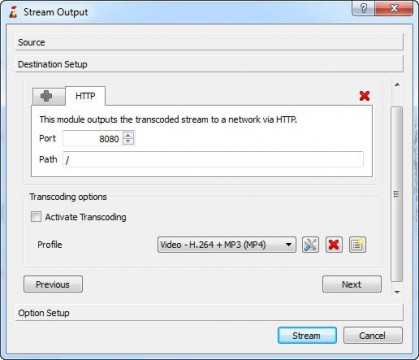 Stream Output
Source
Destination Setup
HTTP
This module outputs the transcoded stream to a network via HTTP.
Port 8080
Path /
Transcoding options
Activate Transcoding
Profile Video - H.264 + MP3 (MP4)
Previous Next
Option Setup
Stream Cancel